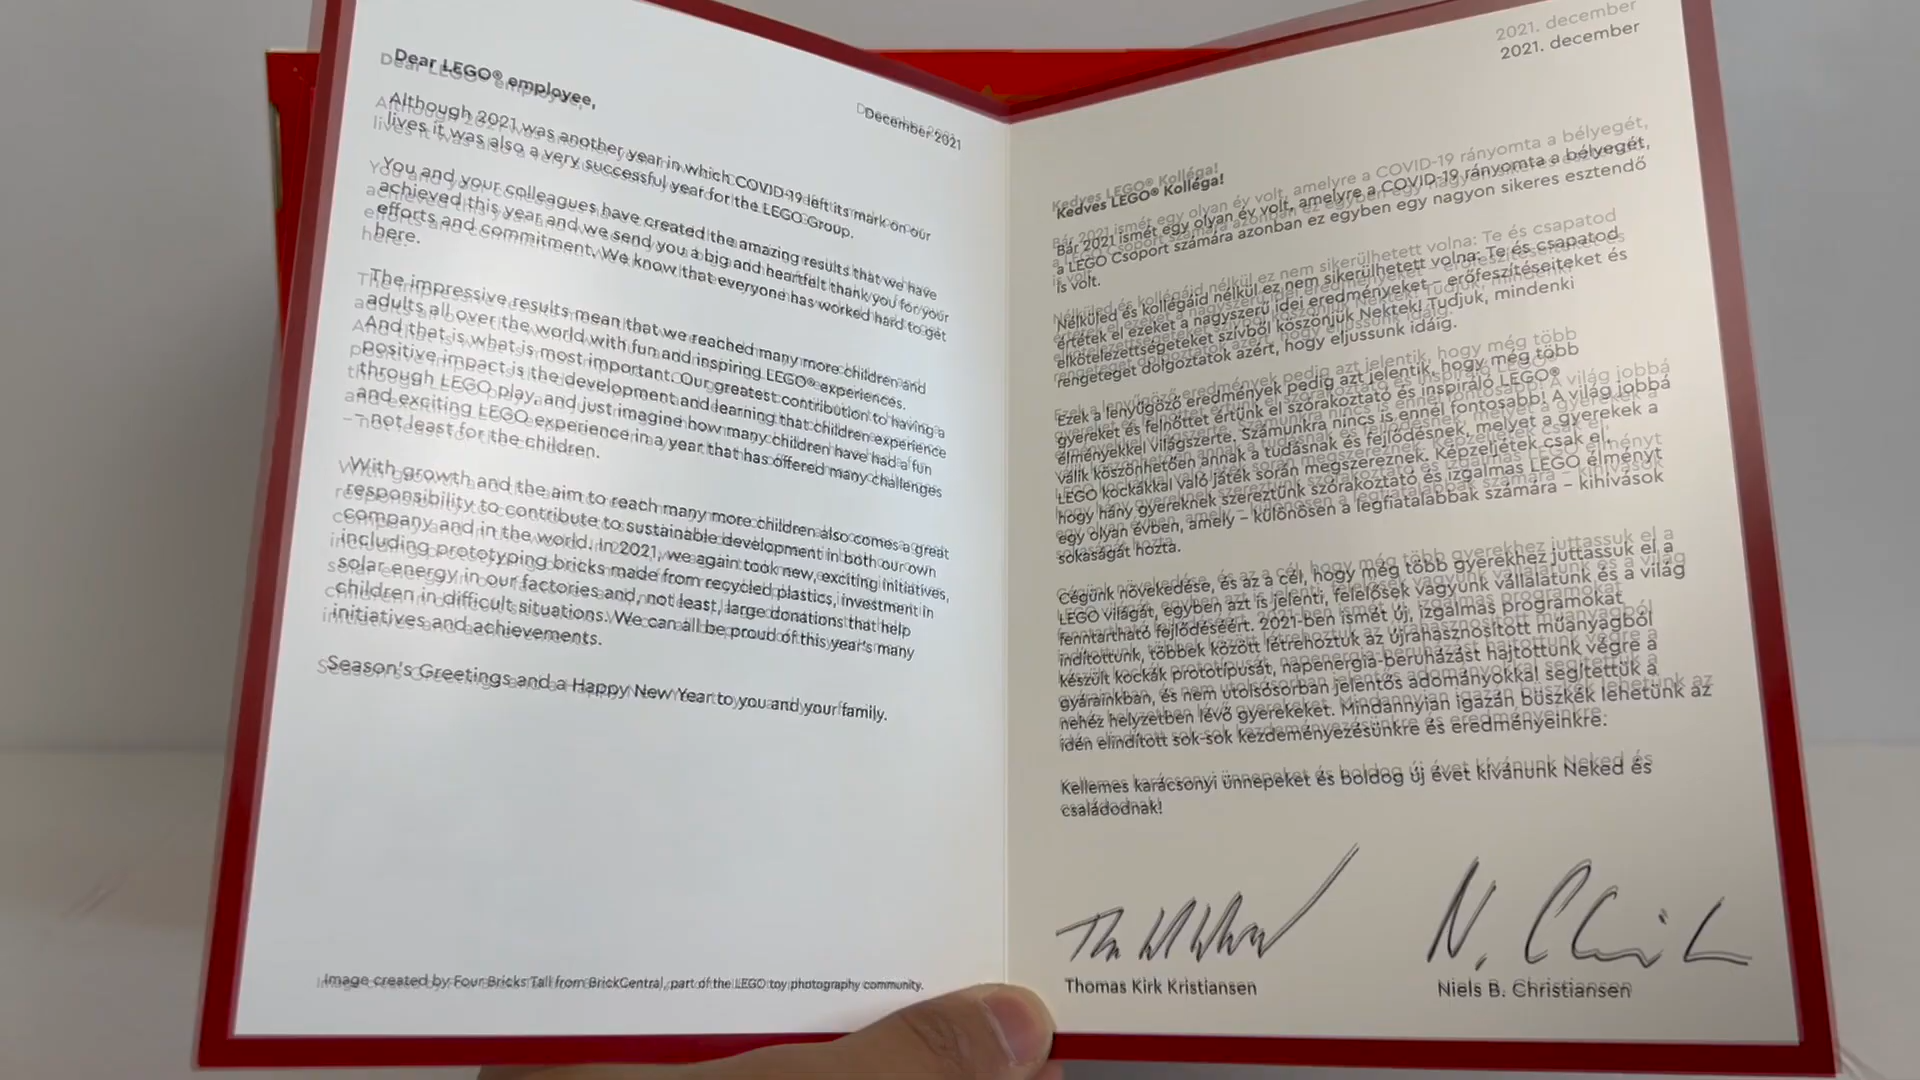 Dear LEGO® employee,
December 2021
Although 2021 was another year in which COVID-19 left its mark on our
lives it was also a very successful year for the LEGO Group.
You and your colleagues have created the amazing results that we have
achieved this year and we send you a big and heartfelt thank you for your
efforts and commitment. We know that everyone has worked hard to get
here.
The impressive results mean that we reached many more children and
adults all over the world with fun and inspiring LEGO® experiences.
And that is what is most important. Our greatest contribution to having a
positive impact is the development and learning that children experience
through LEGO play, and just imagine how many children have had a fun
and exciting LEGO experience in a year that has offered many challenges
– not least for the children.
With growth and the aim to reach many more children also comes a great
responsibility to contribute to sustainable development in both our own
company and in the world. In 2021, we again took new, exciting initiatives,
including prototyping bricks made from recycled plastics, investment in
solar energy in our factories and, not least, large donations that help
children in difficult situations. We can all be proud of this year's many
initiatives and achievements.
Season's Greetings and a Happy New Year to you and your family.
Image created by Four Bricks Tall from BrickCentral, part of the LEGO toy photography community.
2021. december
Kedves LEGO® Kolléga!
Bár 2021 ismét egy olyan év volt, amelyre a COVID-19 rányomta a bélyegét,
a LEGO Csoport számára azonban ez egyben egy nagyon sikeres esztendő
is volt.
Nélküled és kollégáid nélkül ez nem sikerülhetett volna: Te és csapatod
értétek el ezeket a nagyszerű idei eredményeket – erőfeszítéseiteket és
elkötelezettségeteket szívből köszönjük Nektek! Tudjuk, mindenki
rengeteget dolgoztatok azért, hogy eljussunk idáig.
Ezek a lenyűgöző eredmények pedig azt jelentik, hogy még több
gyereket és felnőttet értünk el szórakoztató és inspiráló LEGO®
élményekkel világszerte. Számunkra nincs is ennél fontosabb! A világ jobbá
válik köszönhetően annak a tudásnak és fejlődésnek, melyet a gyerekek a
LEGO kockákkal való játék során megszereznek. Képzeljétek csak el,
hogy hány gyereknek szereztünk szórakoztató és izgalmas LEGO élményt
egy olyan évben, amely – különösen a legfiatalabbak számára – kihívások
sokaságát hozta.
Cégünk növekedése, és az a cél, hogy még több gyerekhez juttassuk el a
LEGO világát, egyben azt is jelenti, felelősek vagyunk vállalatunk és a világ
fenntartható fejlődéséért. 2021-ben ismét új, izgalmas programokat
indítottunk, többek között létrehoztuk az újrahasznosított műanyagból
készült kockák prototípusát, napenergia-beruházást hajtottunk végre a
gyárainkban, és nem utolsósorban jelentős adományokkal segítettük a
nehéz helyzetben lévő gyerekeket. Mindannyian igazán büszkék lehetünk az
idén elindított sok-sok kezdeményezésünkre és eredményeinkre.
Kellemes karácsonyi ünnepeket és boldog új évet kívánunk Neked és
családodnak!
Thomas Kirk Kristiansen
Niels B. Christiansen